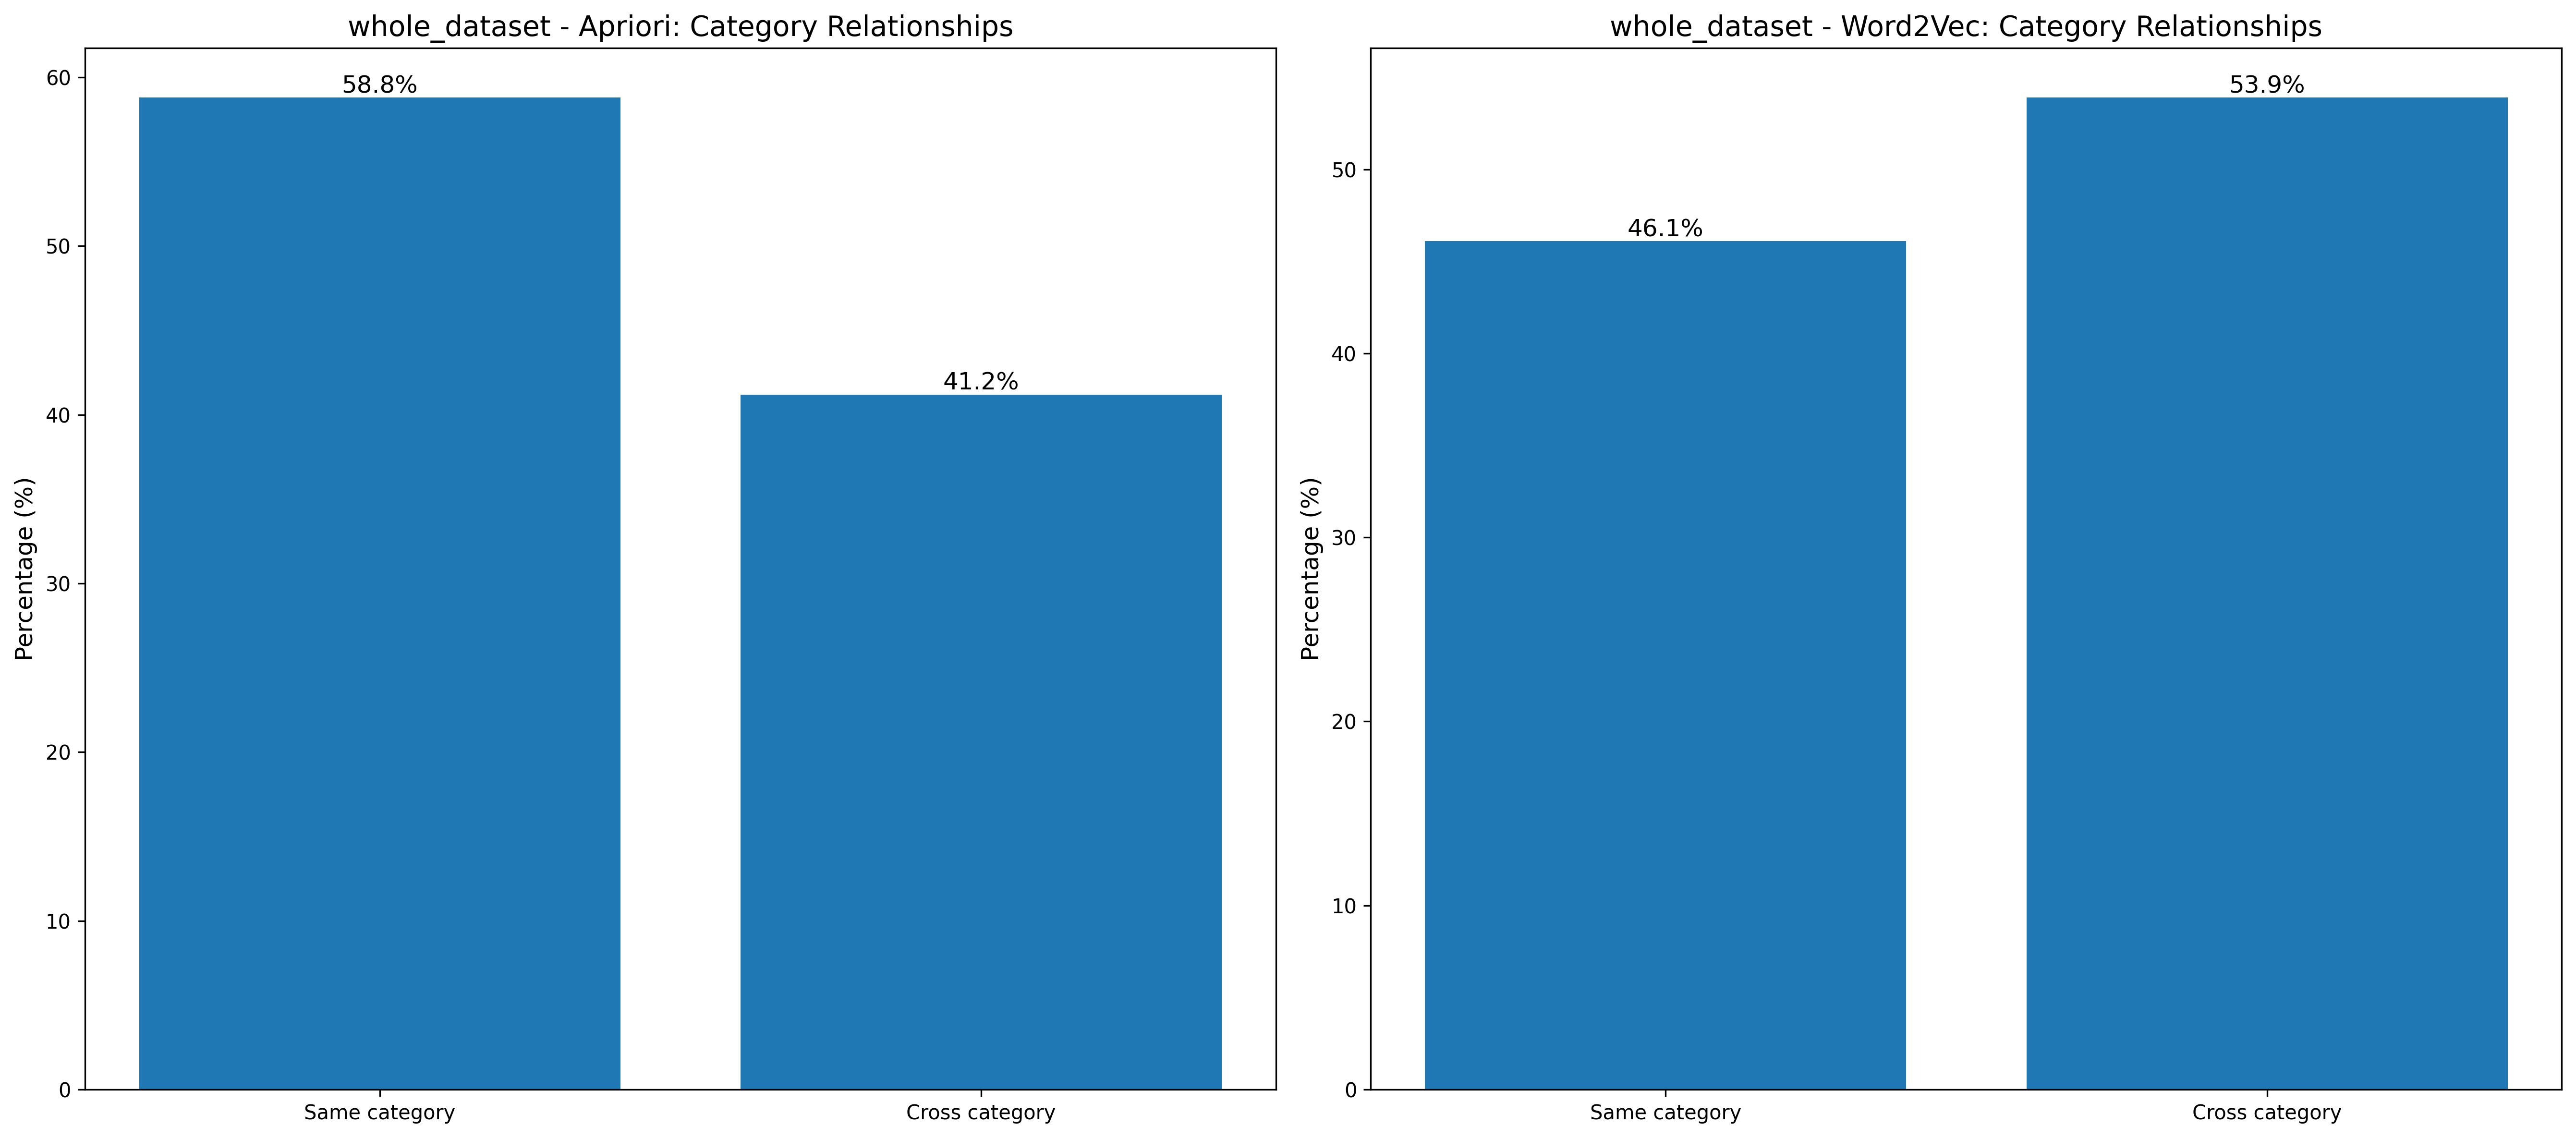 whole_dataset - Apriori: Category Relationships
60
50
40
30
20
10
0
Percentage (%)
58.8%
41.2%
Same category
Cross category
whole_dataset - Word2Vec: Category Relationships
50
40
30
20
10
0
Percentage (%)
46.1%
53.9%
Same category
Cross category